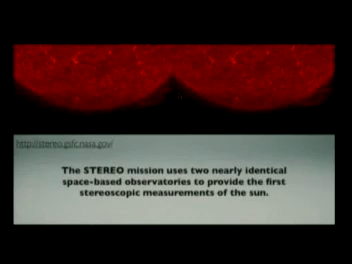 http://stereo.gsfc.nasa.gov/
The STEREO mission uses two nearly identical
space-based observatories to provide the first
stereoscopic measurements of the sun.